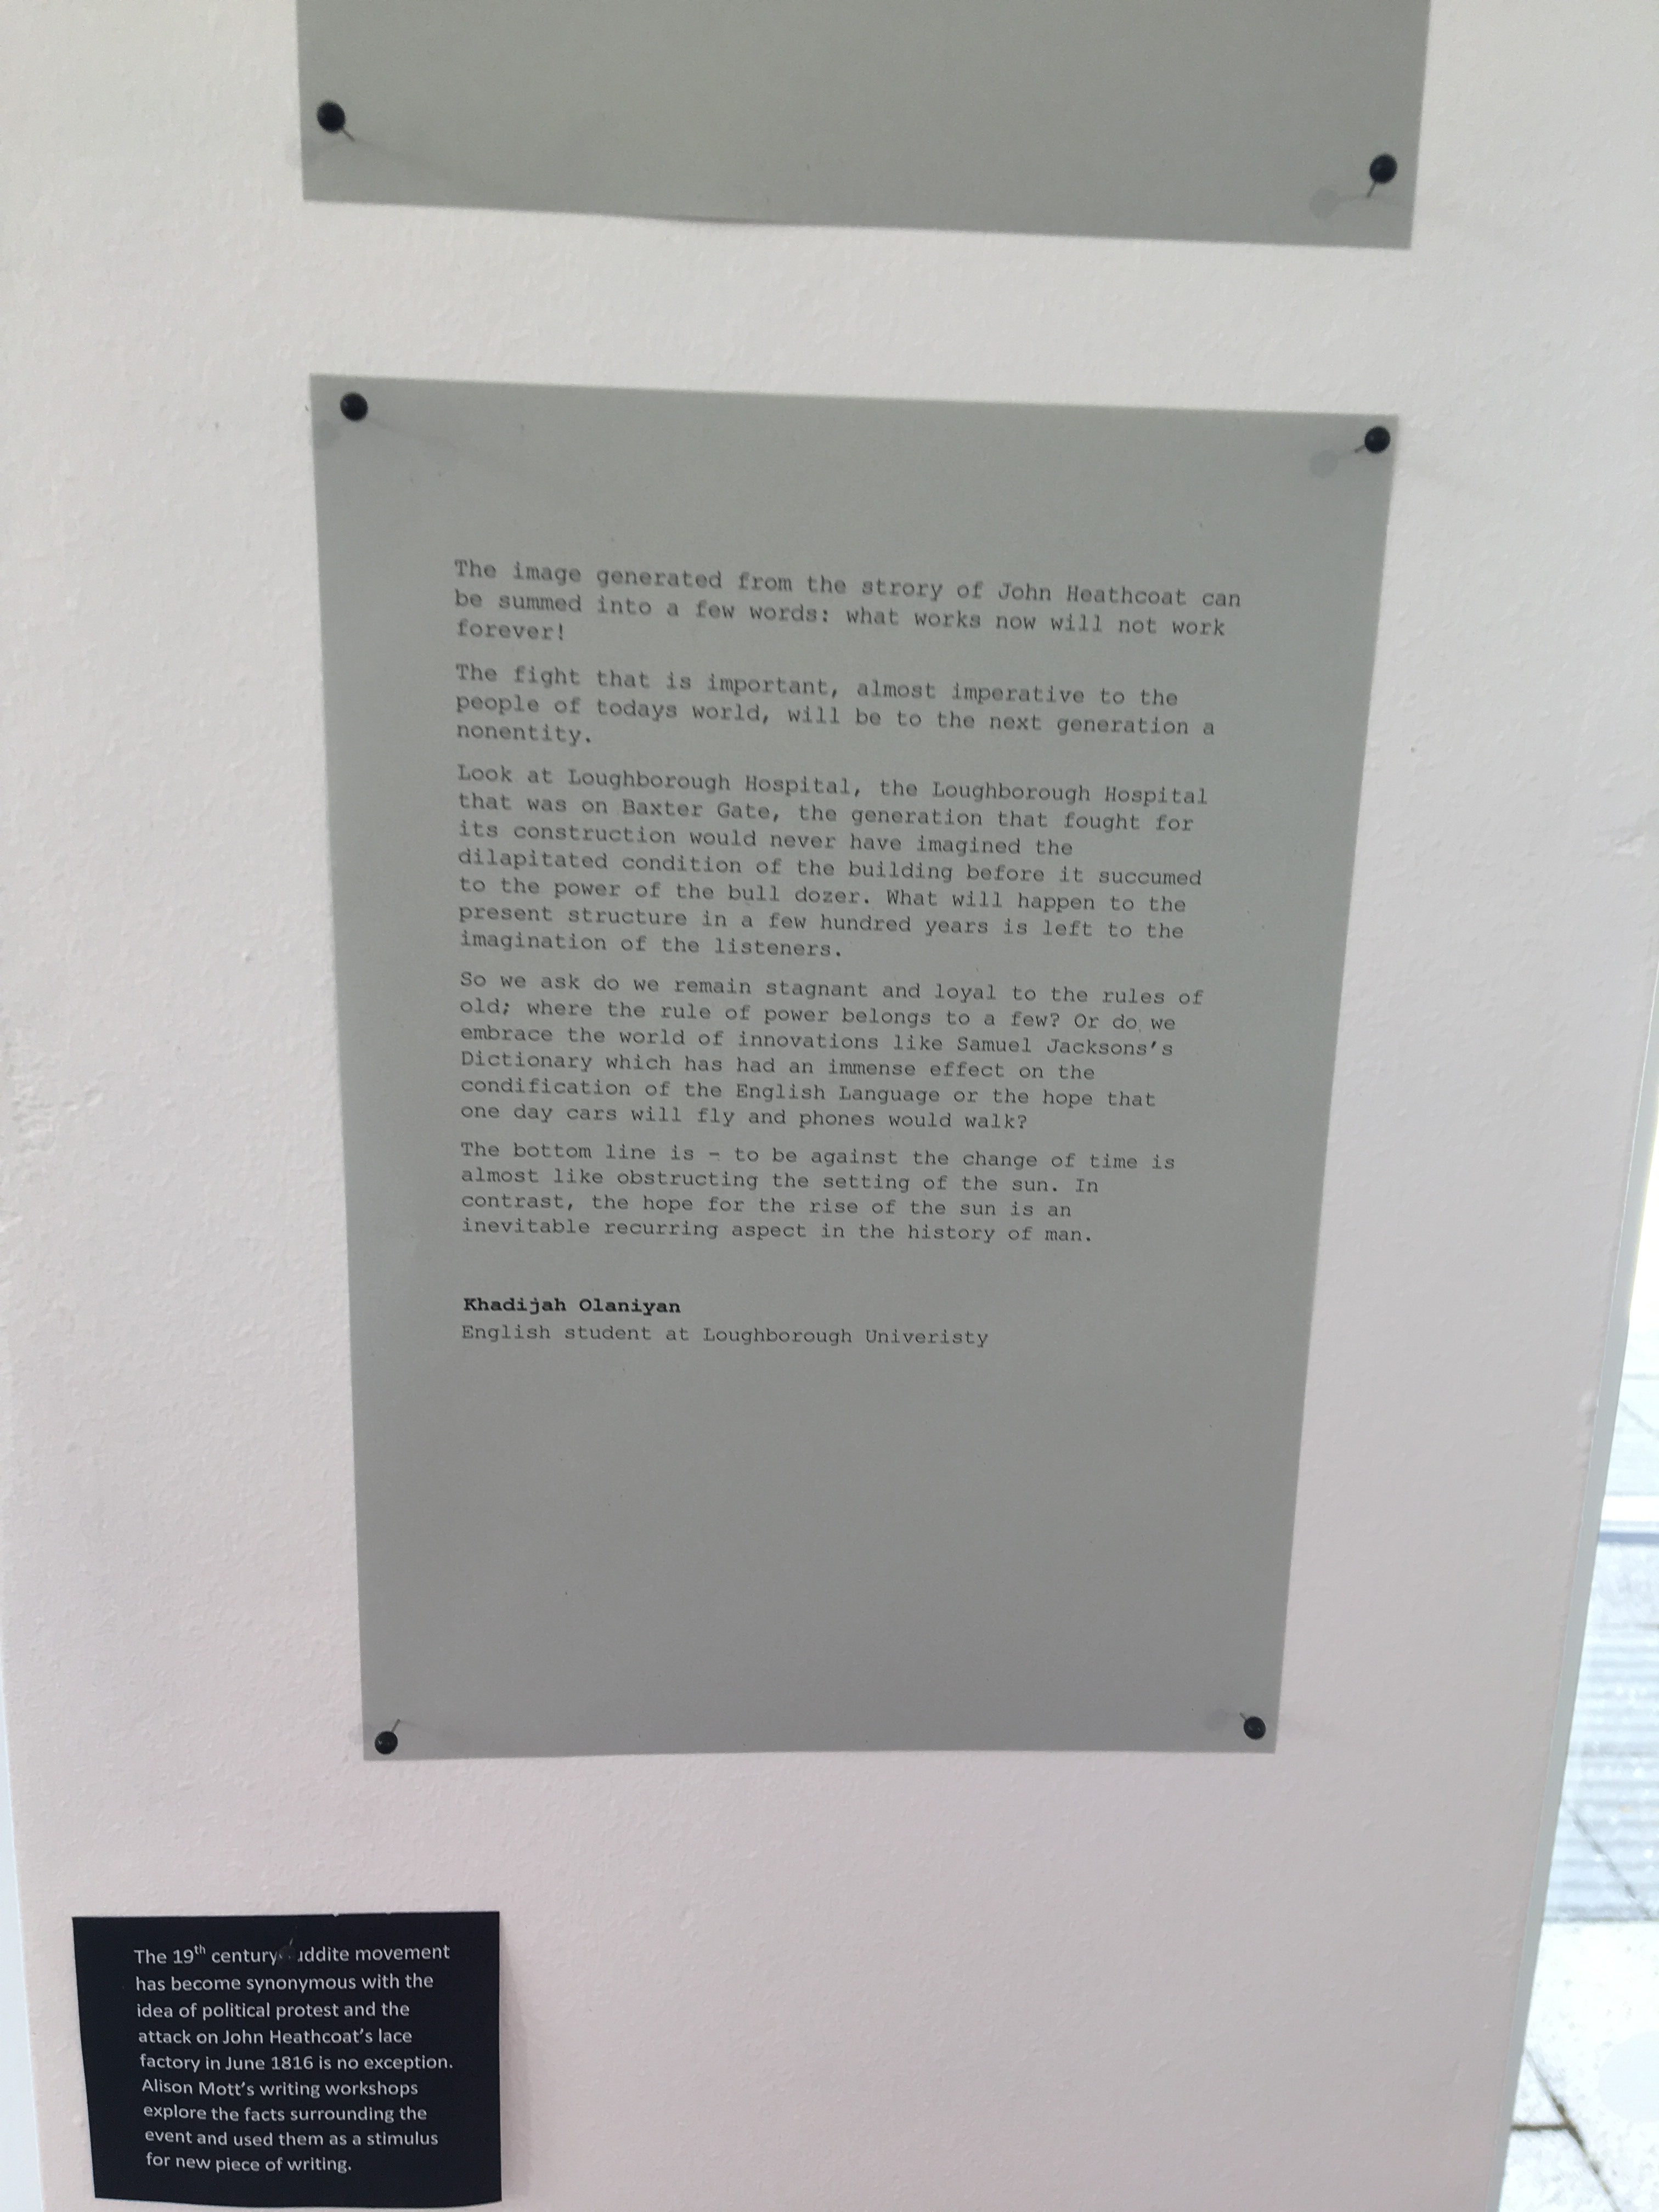 The image generated from the strory of John Heathcoat can
be summed into a few words: what works now will not work
forever!
The fight that is important, almost imperative to the
people of todays world, will be to the next generation a
nonentity.
Look at Loughborough Hospital, the Loughborough Hospital
that was on Baxter Gate, the generation that fought for
its construction would never have imagined the
dilapitated condition of the building before it succumed
to the power of the bull dozer. What will happen to the
present structure in a few hundred years is left to the
imagination of the listeners.
So we ask do we remain stagnant and loyal to the rules of
old; where the rule of power belongs to a few? Or do we
embrace the world of innovations like Samuel Jacksons's
Dictionary which has had an immense effect on the
condification of the English Language or the hope that
one day cars will fly and phones would walk?
The bottom line is - to be against the change of time is
almost like obstructing the setting of the sun. In
contrast, the hope for the rise of the sun is an
inevitable recurring aspect in the history of man.
Khadijah Olaniyan
English student at Loughborough Univeristy
The 19th century uddite movement
has become synonymous with the
idea of political protest and the
attack on John Heathcoat's lace
factory in June 1816 is no exception.
Alison Mott's writing workshops
explore the facts surrounding the
event and used them as a stimulus
for new piece of writing.